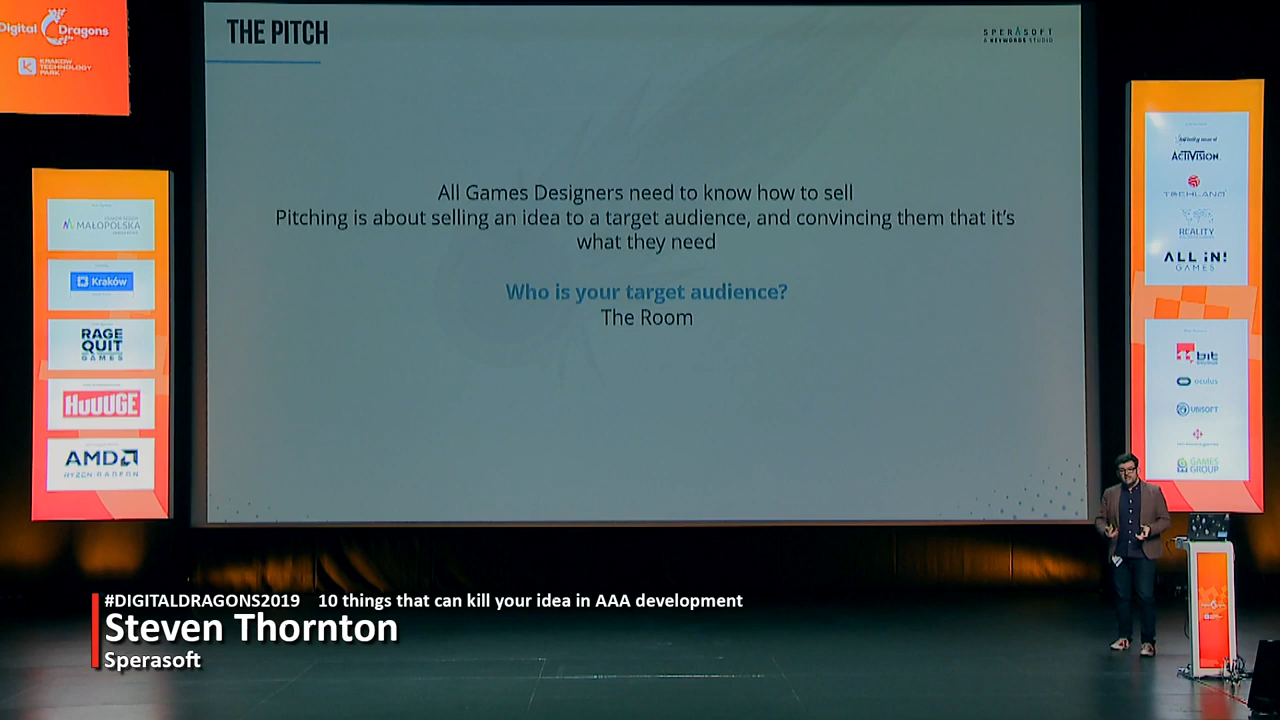 Digital Dragons
KRAKOW
TECHNOLOGY
PARK
THE PITCH
SPERASOFT
A KEYWORDS STUDIO
All Games Designers need to know how to sell
Pitching is about selling an idea to a target audience, and convincing them that it's
what they need
Who is your target audience?
The Room
MAŁOPOLSKA
Kraków
RAGE
QUIT
GAMES
HUUUGE
AMD
RYZEN RADEON
ACTIVISION
TECHLAND
REALITY
ALL iN!
GAMES
11 bit
oculus
UBISOFT
GAMES
GROUP
#DIGITALDRAGONS2019 10 things that can kill your idea in AAA development
Steven Thornton
Sperasoft